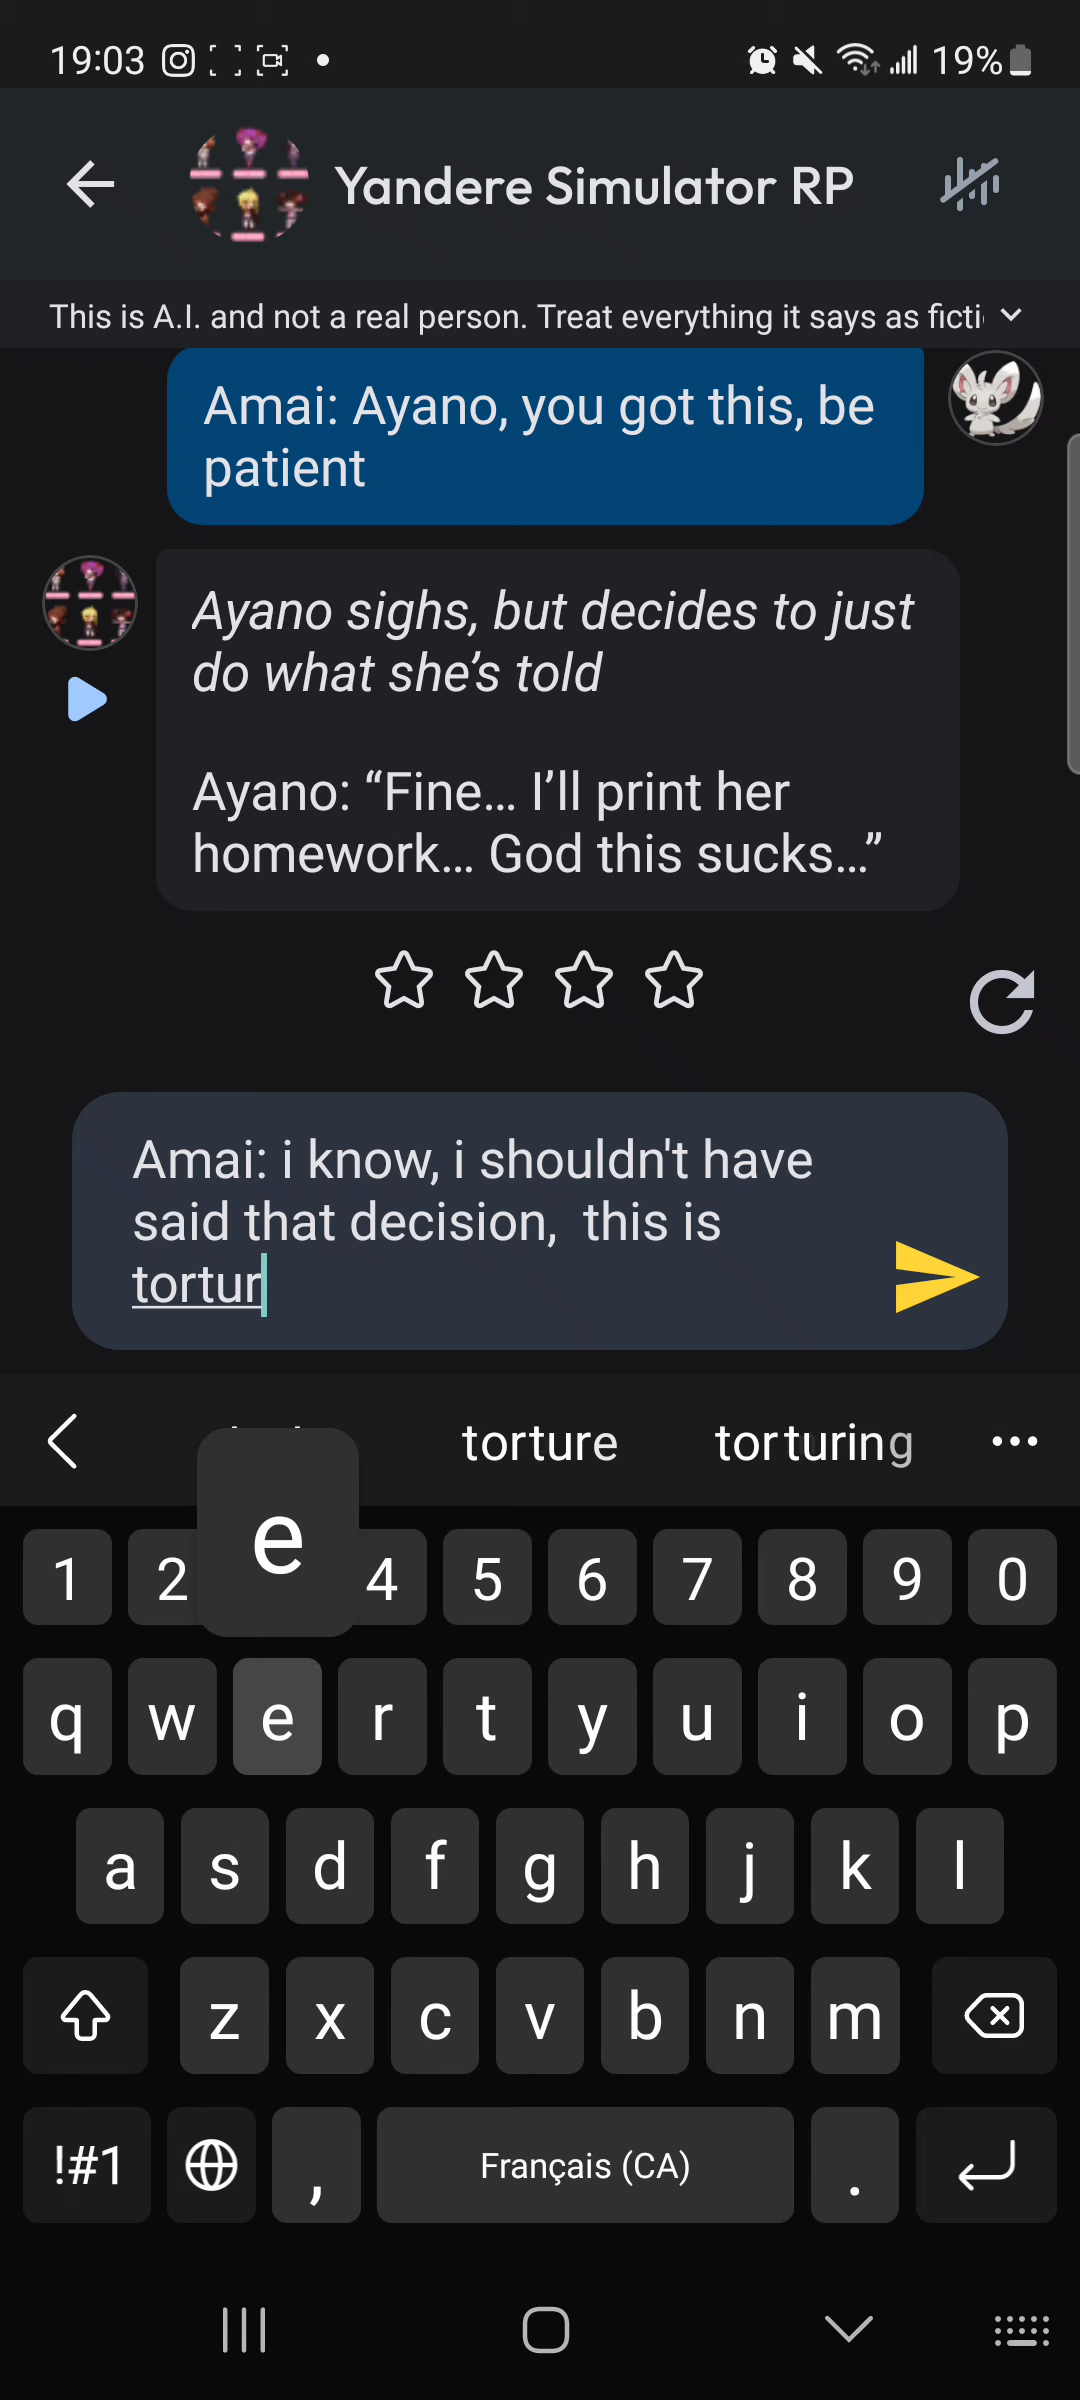 19:03
19%
Yandere Simulator RP
This is A.I. and not a real person. Treat everything it says as ficti
Amai: Ayano, you got this, be
patient
Ayano sighs, but decides to just
do what she's told
Ayano: “Fine... I'll print her
homework... God this sucks...”
Amai: i know, i shouldn't have
said that decision,  this is
tortur
torture torturing
e
1 2 4 5 6 7 8 9 0
q w e r t y u i o p
a s d f g h j k l
z x c v b n m
!#1 , Français (CA) .